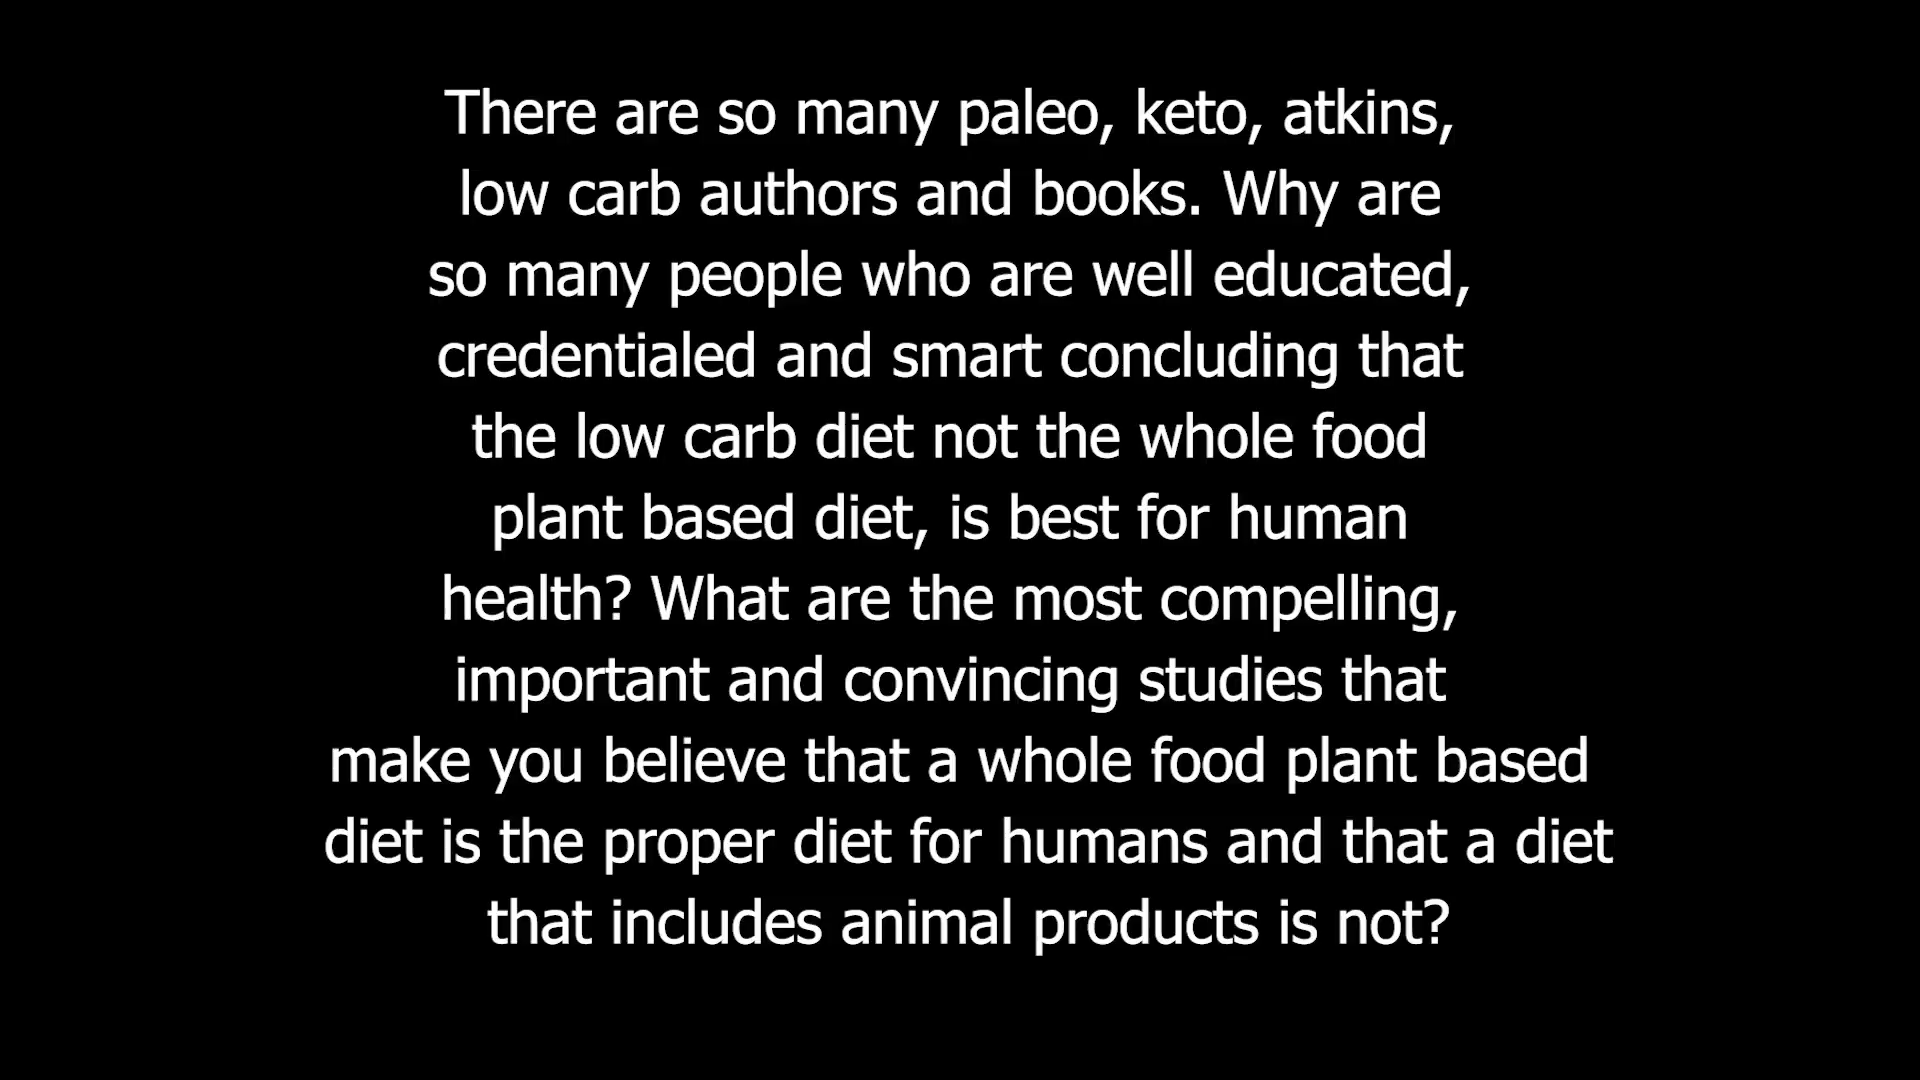 There are so many paleo, keto, atkins,
low carb authors and books. Why are
so many people who are well educated,
credentialed and smart concluding that
the low carb diet not the whole food
plant based diet, is best for human
health? What are the most compelling,
important and convincing studies that
make you believe that a whole food plant based
diet is the proper diet for humans and that a diet
that includes animal products is not?